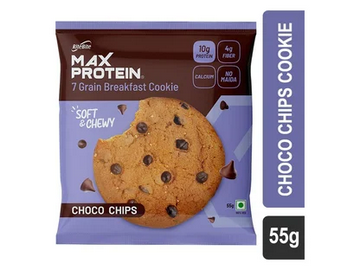 RiteBite
MAX
PROTEIN®
7 Grain Breakfast Cookie
10g
PROTEIN
4g
FIBER
CALCIUM
NO
MAIDA
SOFT
& CHEWY
CHOCO CHIPS
55g
CHOCO CHIPS COOKIE
55g